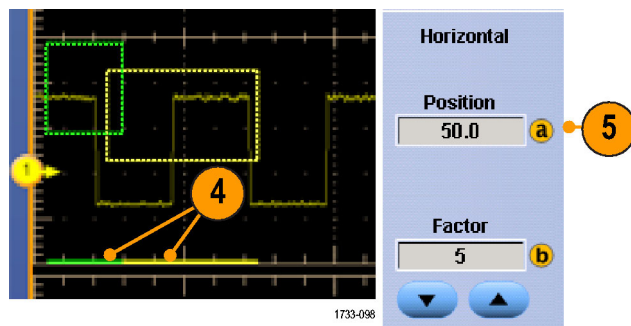 1
4
1733-098
Horizontal
Position
50.0 a
5
Factor
5 b